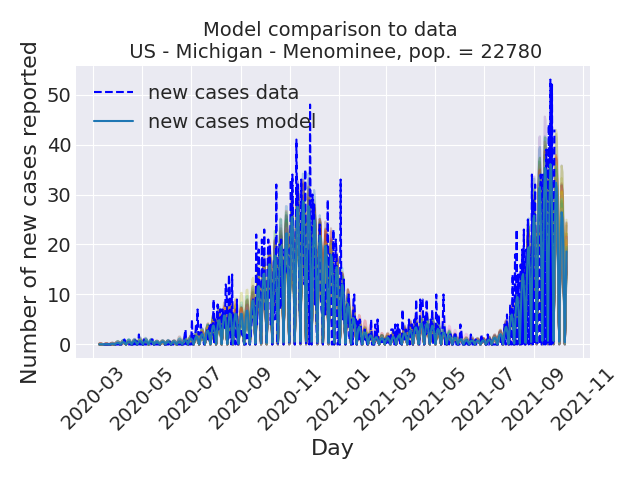 Model comparison to data
US - Michigan - Menominee, pop. = 22780
Number of new cases reported
50
40
30
20
10
0
new cases data
new cases model
2020-03
2020-05
2020-07
2020-09
2020-11
2021-01
2021-03
2021-05
2021-07
2021-09
2021-11
Day